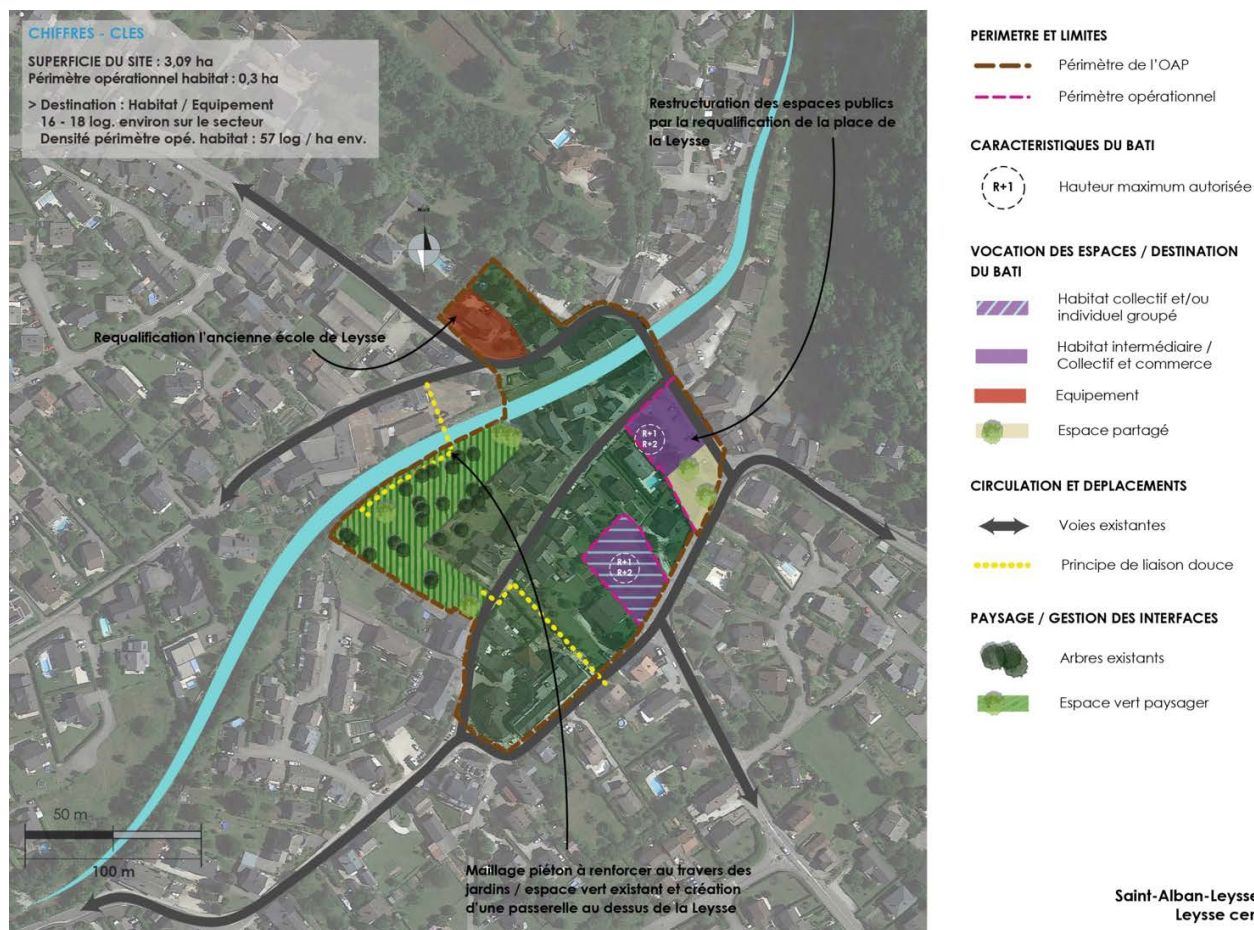 CHIFFRES - CLES
SUPERFICIE DU SITE : 3,09 ha
Périmètre opérationnel habitat : 0,3 ha
> Destination : Habitat / Equipement
16 - 18 log. environ sur le secteur
Densité périmètre opé. habitat : 57 log / ha env.
Restructuration des espaces publics
par la requalification de la place de
la Leysse
Requalification l'ancienne école de Leysse
R+1
R+2
R+1
R+2
50 m
100 m
Maillage piéton à renforcer au travers des
jardins / espace vert existant et création
d'une passerelle au dessus de la Leysse
PERIMETRE ET LIMITES
Périmètre de l'OAP
Périmètre opérationnel
CARACTERISTIQUES DU BATI
R+1
Hauteur maximum autorisée
VOCATION DES ESPACES / DESTINATION
DU BATI
Habitat collectif et/ou
individuel groupé
Habitat intermédiaire /
Collectif et commerce
Equipement
Espace partagé
CIRCULATION ET DEPLACEMENTS
Voies existantes
Principe de liaison douce
PAYSAGE / GESTION DES INTERFACES
Arbres existants
Espace vert paysager
Saint-Alban-Leysse
Leysse cen